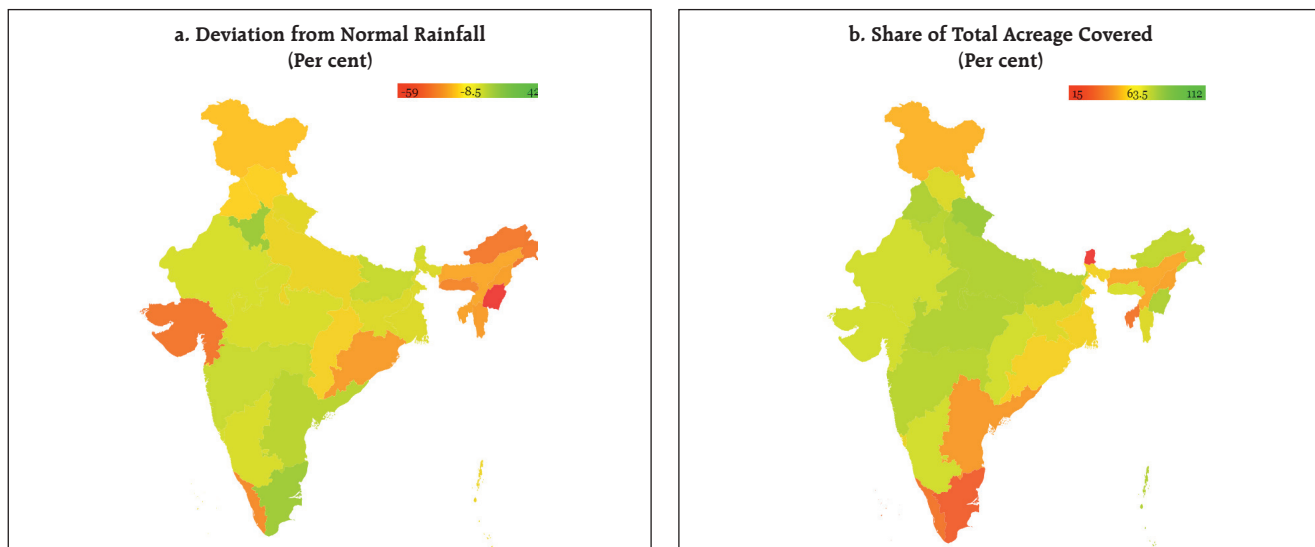 a. Deviation from Normal Rainfall
(Per cent)
-59 -8.5 42
b. Share of Total Acreage Covered
(Per cent)
15 63.5 112